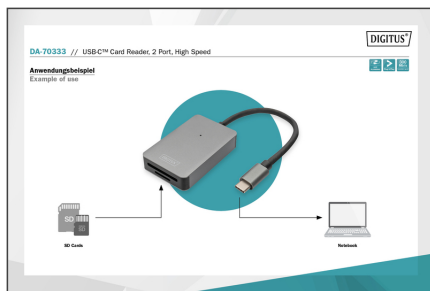 DIGITUS®
DA-70333 // USB-C™ Card Reader, 2 Port, High Speed
Anwendungsbeispiel
Example of use
SD
SD Cards
Notebook